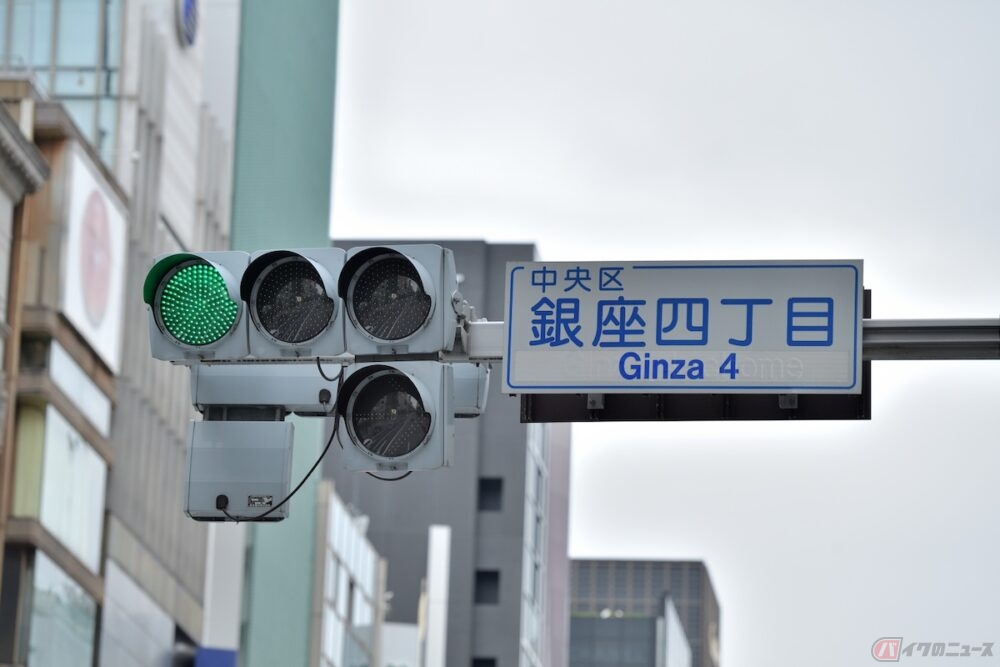 中央区
銀座四丁目
Ginza 4
バイクのニュース